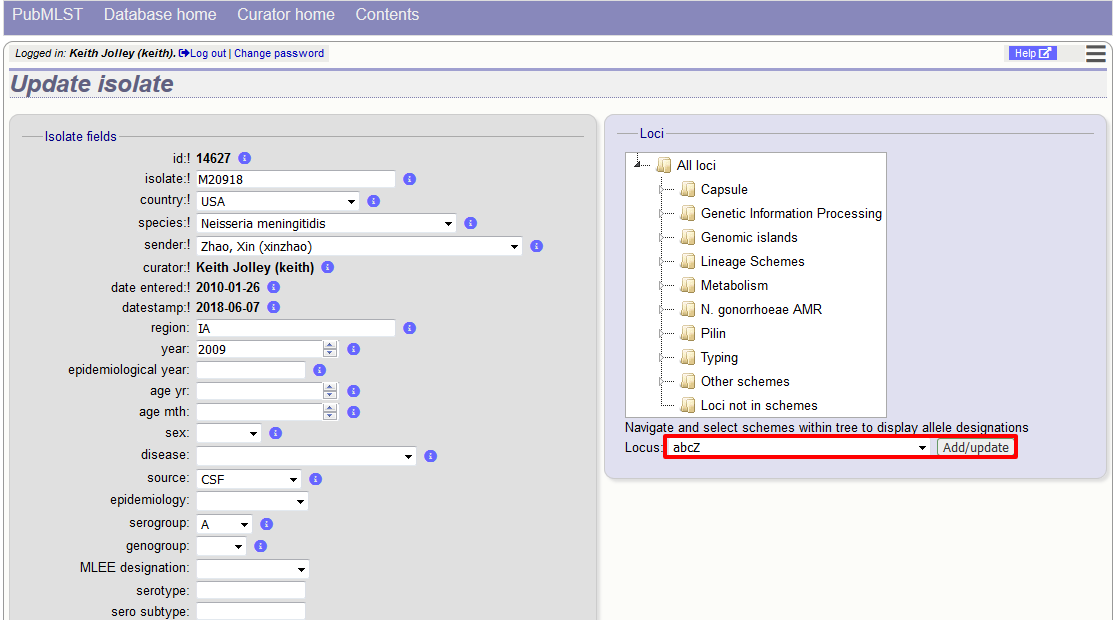 PubMLST Database home Curator home Contents
Logged in: Keith Jolley (keith). Log out | Change password Help
Update isolate
Isolate fields
id:! 14627
isolate:! M20918
country:! USA
species:! Neisseria meningitidis
sender:! Zhao, Xin (xinzhao)
curator:! Keith Jolley (keith)
date entered:! 2010-01-26
datestamp:! 2018-06-07
region: IA
year: 2009
epidemiological year:
age yr:
age mth:
sex:
disease:
source: CSF
epidemiology:
serogroup: A
genogroup:
MLEE designation:
serotype:
sero subtype:
Loci
All loci
Capsule
Genetic Information Processing
Genomic islands
Lineage Schemes
Metabolism
N. gonorrhoeae AMR
Pilin
Typing
Other schemes
Loci not in schemes
Navigate and select schemes within tree to display allele designations
Locus: abcZ Add/update